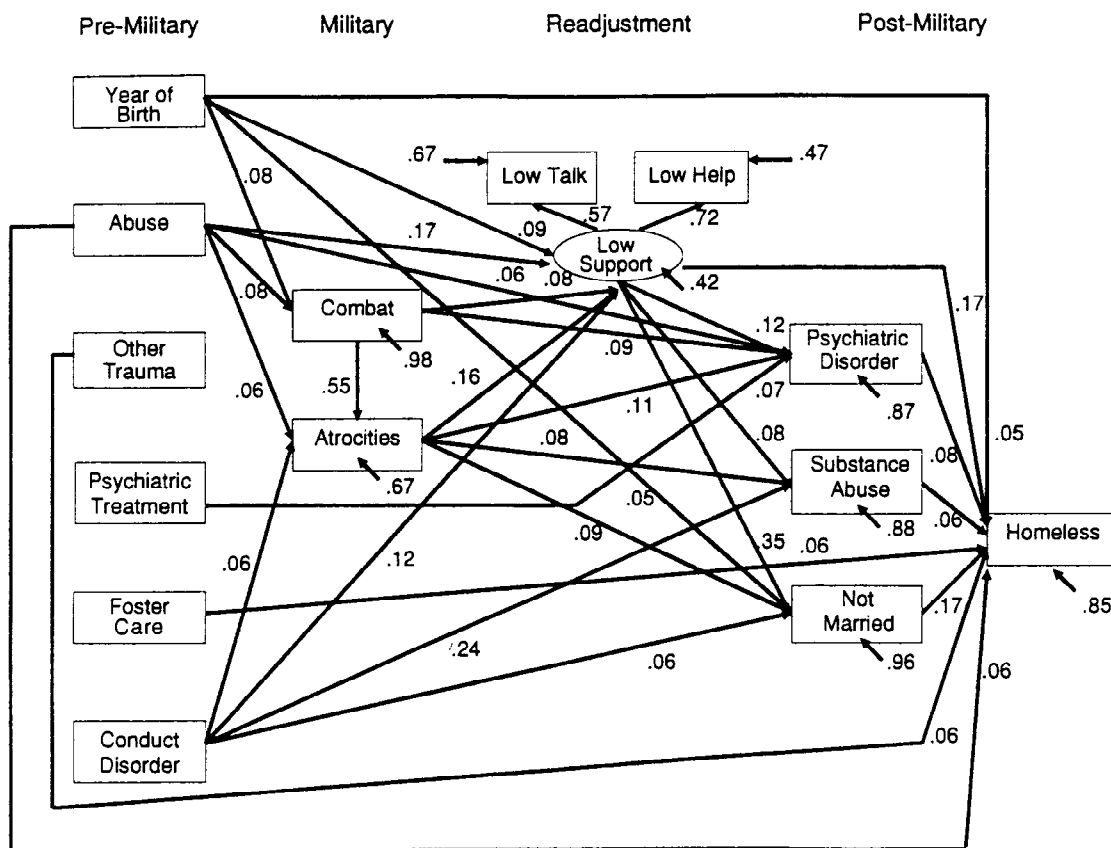 Pre-Military Military Readjustment Post-Military
Year of
Birth
.67
Low Talk
Low Help
.47
.08
.57
.72
Abuse
.17
.09
Low
Support
.06
.08
.42
.08
Combat
.17
.12
Other
Trauma
.98
.09
Psychiatric
Disorder
.06
.55
.16
.07
.87
.11
Atrocities
.08
.08
.05
.08
Psychiatric
Treatment
.67
Substance
Abuse
.05
.88
.06
Homeless
.06
.12
.09
.35
.06
Foster
Care
Not
Married
.17
.85
.24
.06
.96
.06
Conduct
Disorder
.06